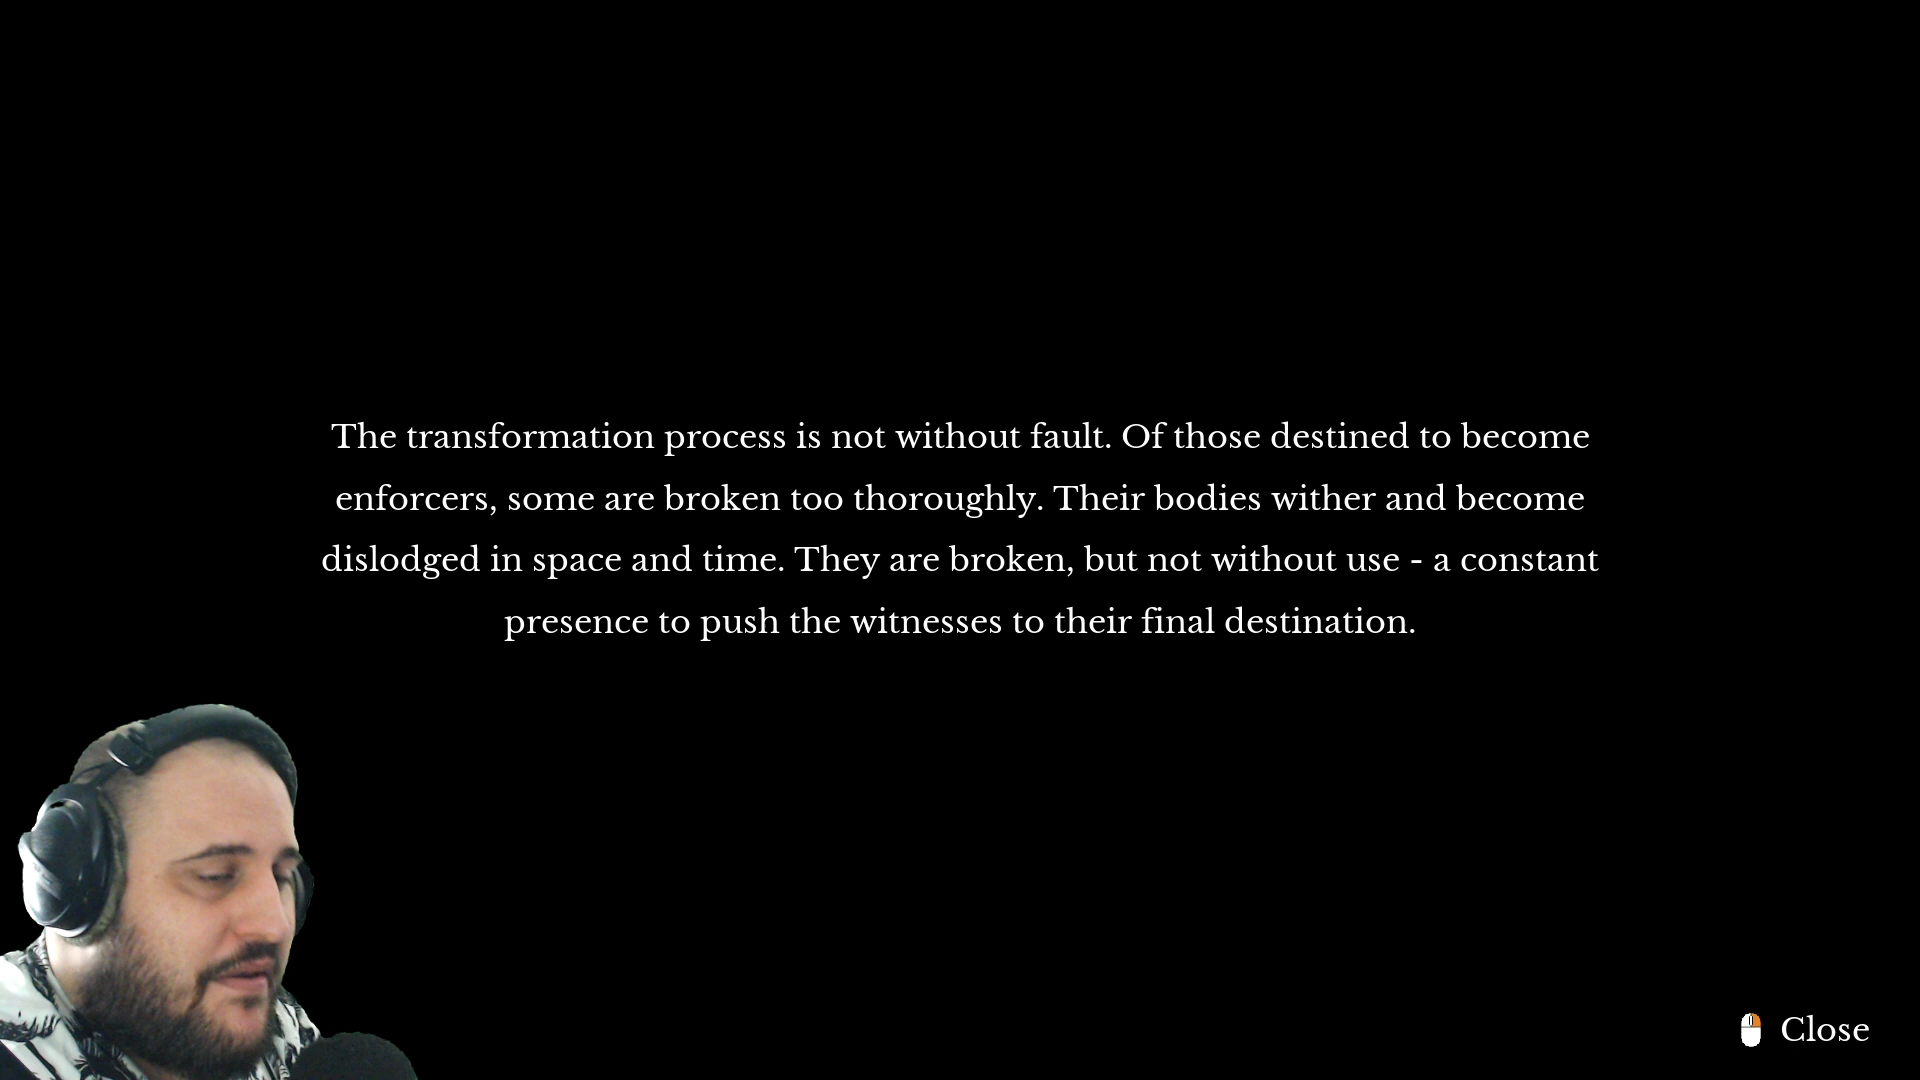 The transformation process is not without fault. Of those destined to become
enforcers, some are broken too thoroughly. Their bodies wither and become
dislodged in space and time. They are broken, but not without use - a constant
presence to push the witnesses to their final destination.
Close